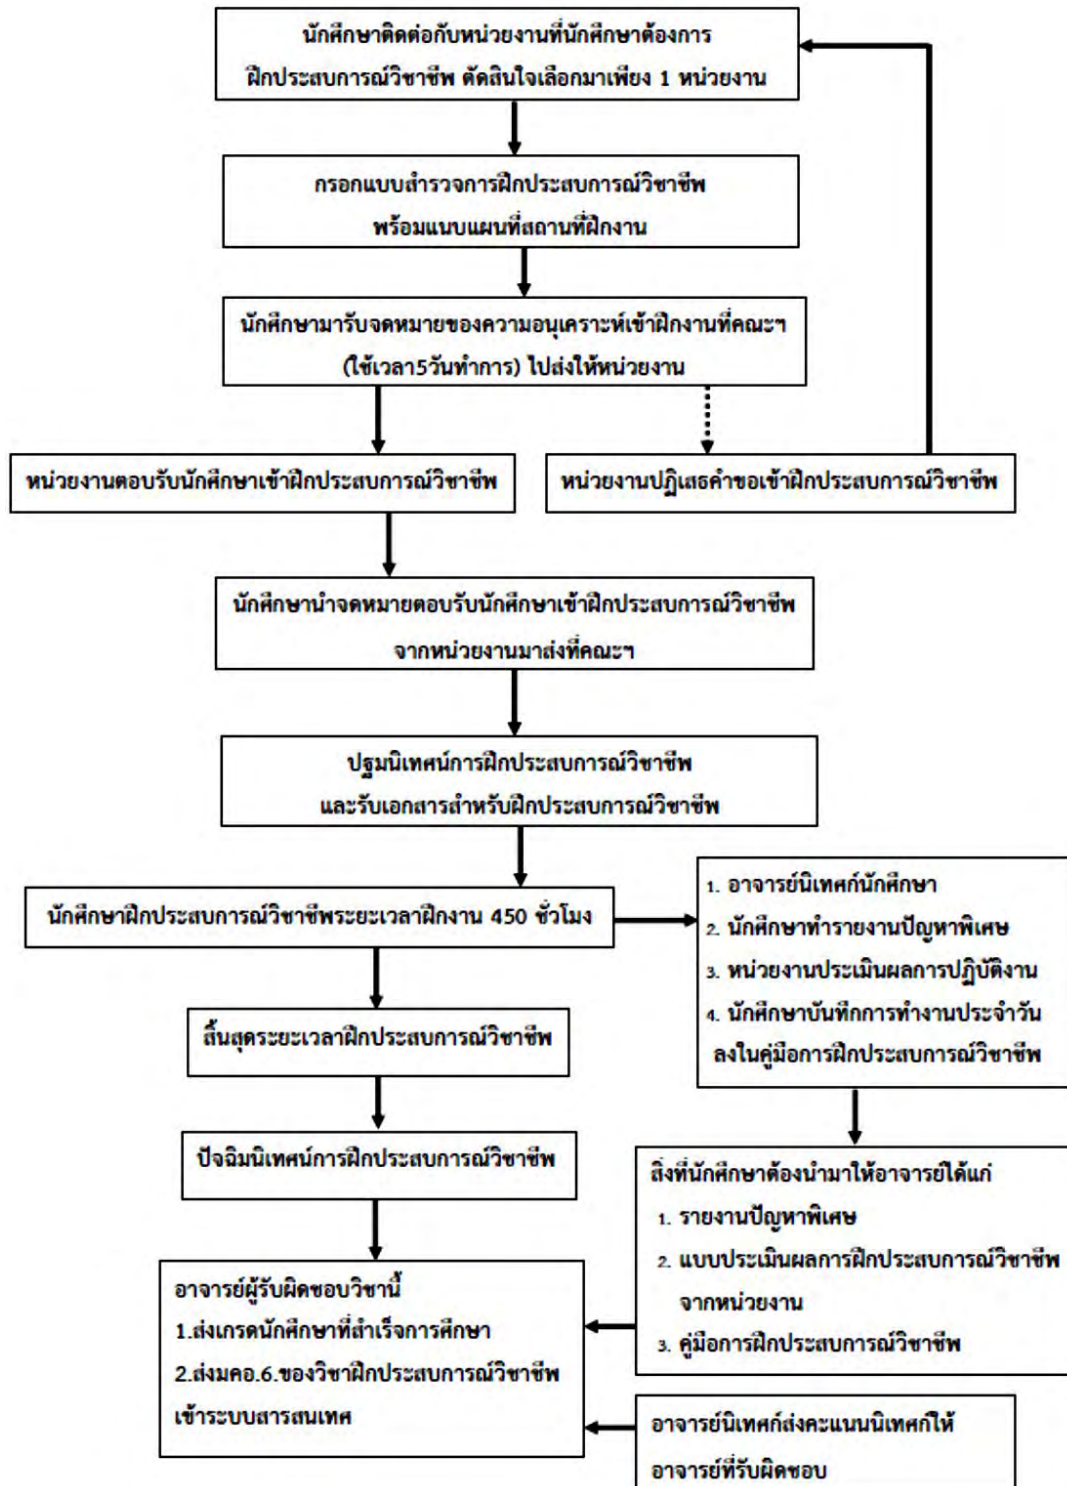 นักศึกษาติดต่อกับหน่วยงานที่นักศึกษาต้องการ
ฝึกประสบการณ์วิชาชีพ ตัดสินใจเลือกมาเพียง 1 หน่วยงาน
กรอกแบบสำรวจการฝึกประสบการณ์วิชาชีพ
พร้อมแนบแผนที่สถานที่ฝึกงาน
นักศึกษามารับจดหมายของความอนุเคราะห์เข้าฝึกงานที่คณะฯ
(ใช้เวลา5วันทำการ) ไปส่งให้หน่วยงาน
หน่วยงานตอบรับนักศึกษาเข้าฝึกประสบการณ์วิชาชีพ
หน่วยงานปฏิเสธคำขอเข้าฝึกประสบการณ์วิชาชีพ
นักศึกษานำจดหมายตอบรับนักศึกษาเข้าฝึกประสบการณ์วิชาชีพ
จากหน่วยงานมาส่งที่คณะฯ
ปฐมนิเทศน์การฝึกประสบการณ์วิชาชีพ
และรับเอกสารสำหรับฝึกประสบการณ์วิชาชีพ
นักศึกษาฝึกประสบการณ์วิชาชีพระยะเวลาฝึกงาน 450 ชั่วโมง
1. อาจารย์นิเทศก์นักศึกษา
2. นักศึกษาทำรายงานปัญหาพิเศษ
3. หน่วยงานประเมินผลการปฏิบัติงาน
4. นักศึกษาบันทึกการทำงานประจำวัน
ลงในคู่มือการฝึกประสบการณ์วิชาชีพ
สิ้นสุดระยะเวลาฝึกประสบการณ์วิชาชีพ
ปัจฉิมนิเทศน์การฝึกประสบการณ์วิชาชีพ
สิ่งที่นักศึกษาต้องนำมาให้อาจารย์ได้แก่
1. รายงานปัญหาพิเศษ
2. แบบประเมินผลการฝึกประสบการณ์วิชาชีพ
จากหน่วยงาน
3. คู่มือการฝึกประสบการณ์วิชาชีพ
อาจารย์ผู้รับผิดชอบวิชานี้
1.ส่งเกรดนักศึกษาที่สำเร็จการศึกษา
2.ส่งมคอ.6.ของวิชาฝึกประสบการณ์วิชาชีพ
เข้าระบบสารสนเทศ
อาจารย์นิเทศก์ส่งคะแนนนิเทศก์ให้
อาจารย์ที่รับผิดชอบ